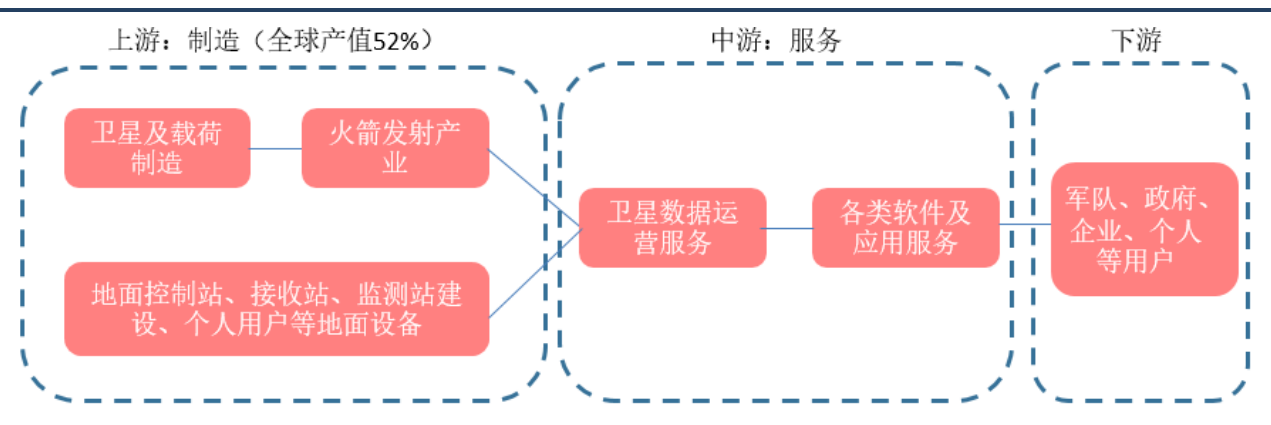 上游：制造（全球产值52%）
中游：服务
下游
卫星及载荷
制造
火箭发射产
业
地面控制站、接收站、监测站建
设、个人用户等地面设备
卫星数据运
营服务
各类软件及
应用服务
军队、政府、
企业、个人
等用户